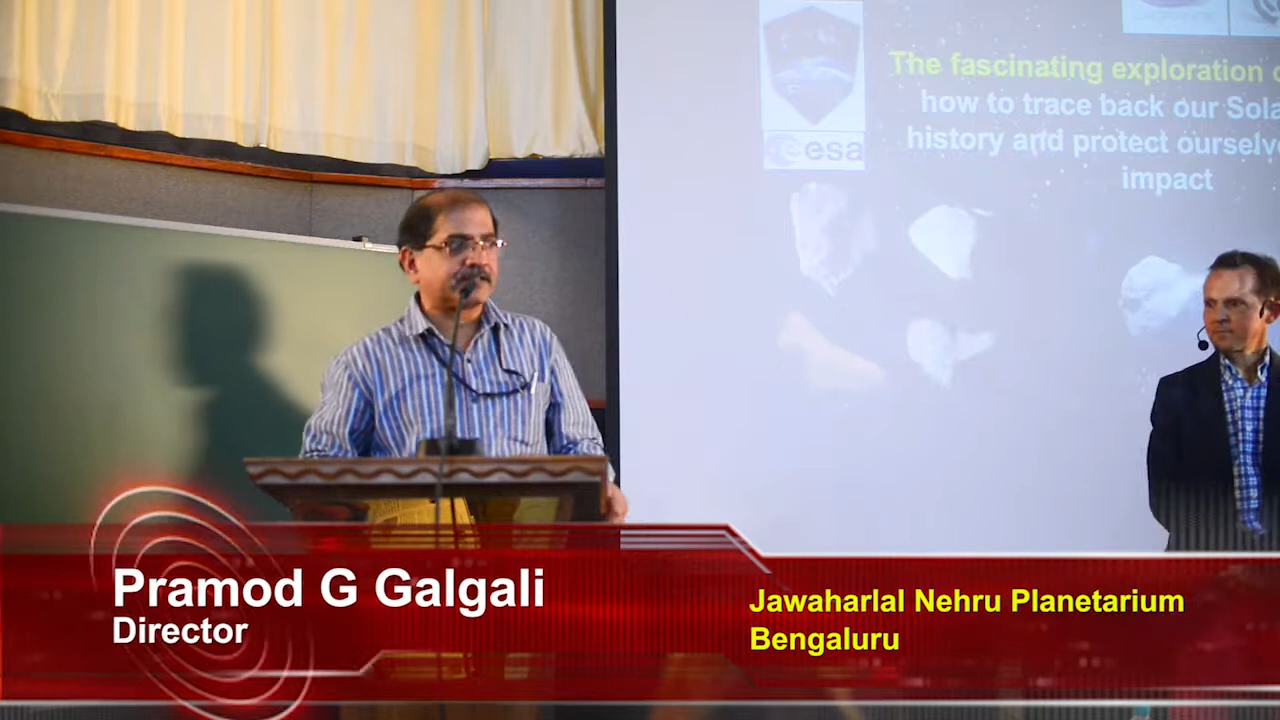 The fascinating exploration
how to trace back our
history and protect
impact
esa
Pramod G Galgali
Director
Jawaharlal Nehru Planetarium
Bengaluru